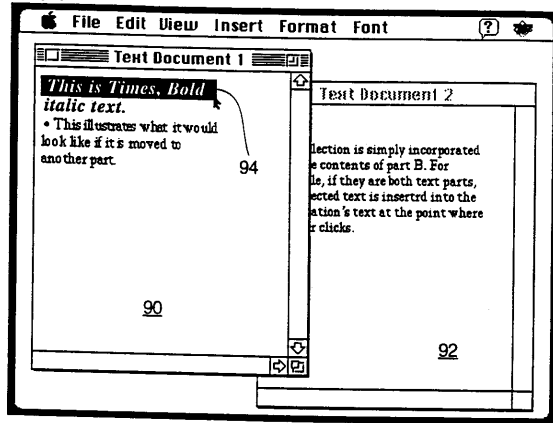 File Edit View Insert Format Font ?
Text Document 1
This is Times, Bold
italic text.
• This illustrates what it would
look like if it is moved to
another part.
94
90
Text Document 2
lection is simply incorporated
e contents of part B. For
le, if they are both text parts,
ected text is insertrd into the
ation's text at the point where
r clicks.
92